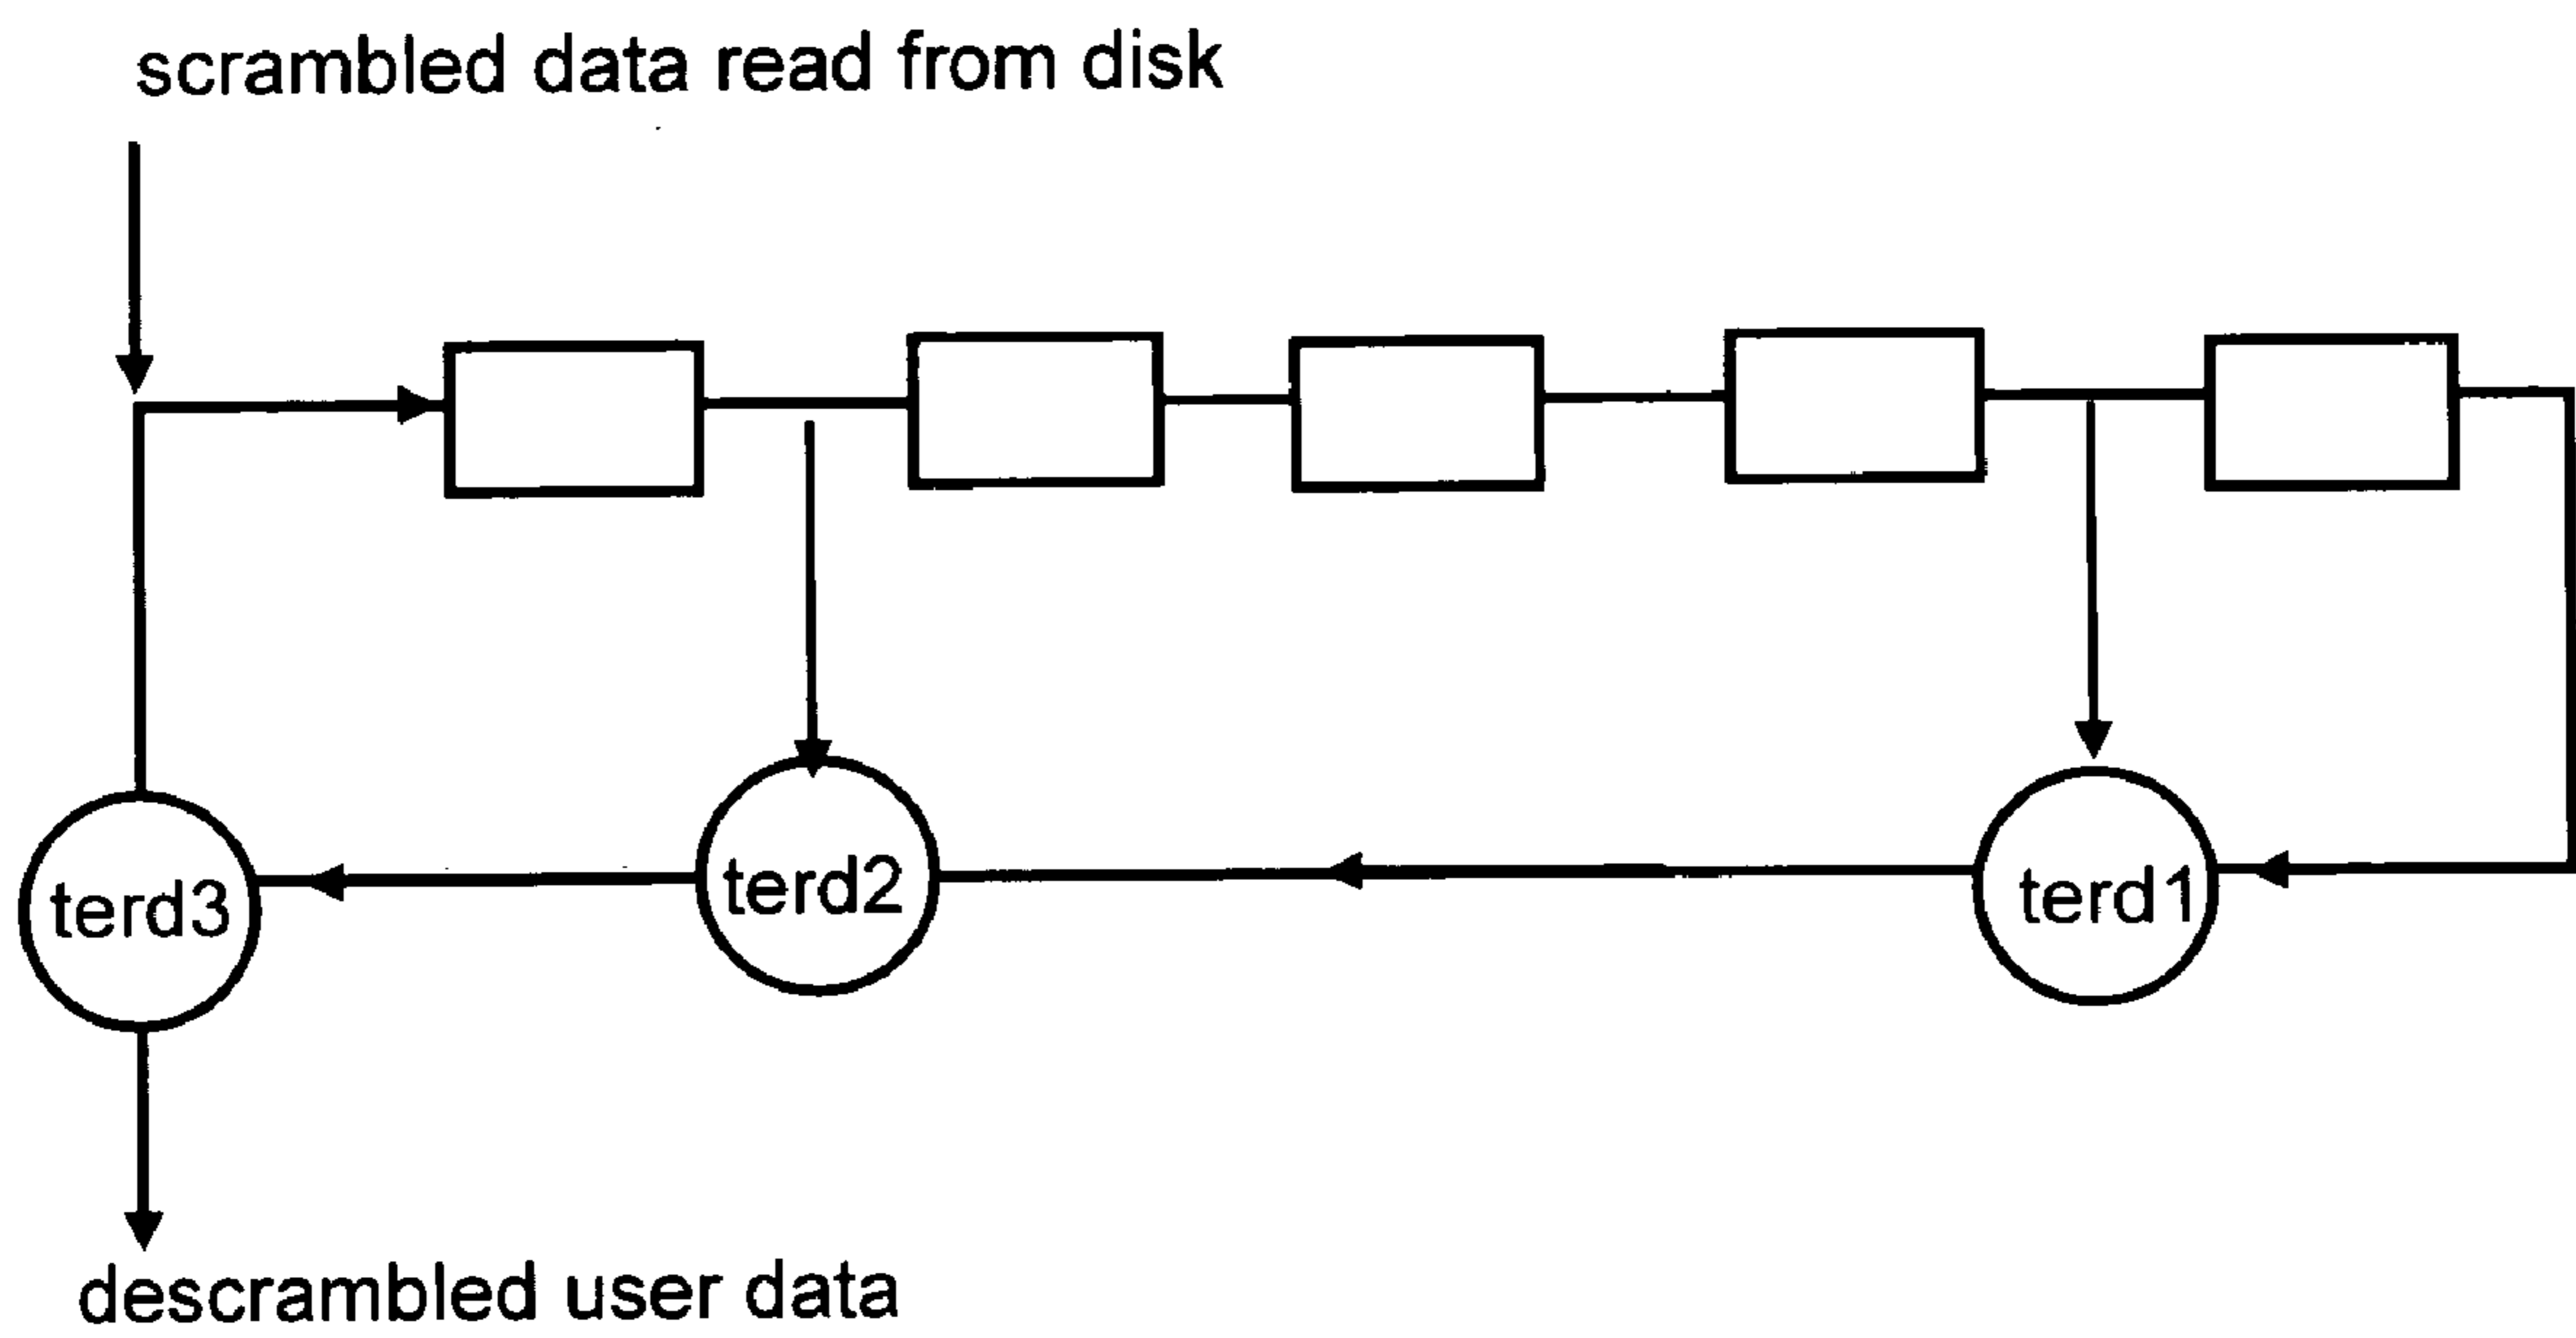 scrambled data read from disk
terd3
terd2
terd1
descrambled user data